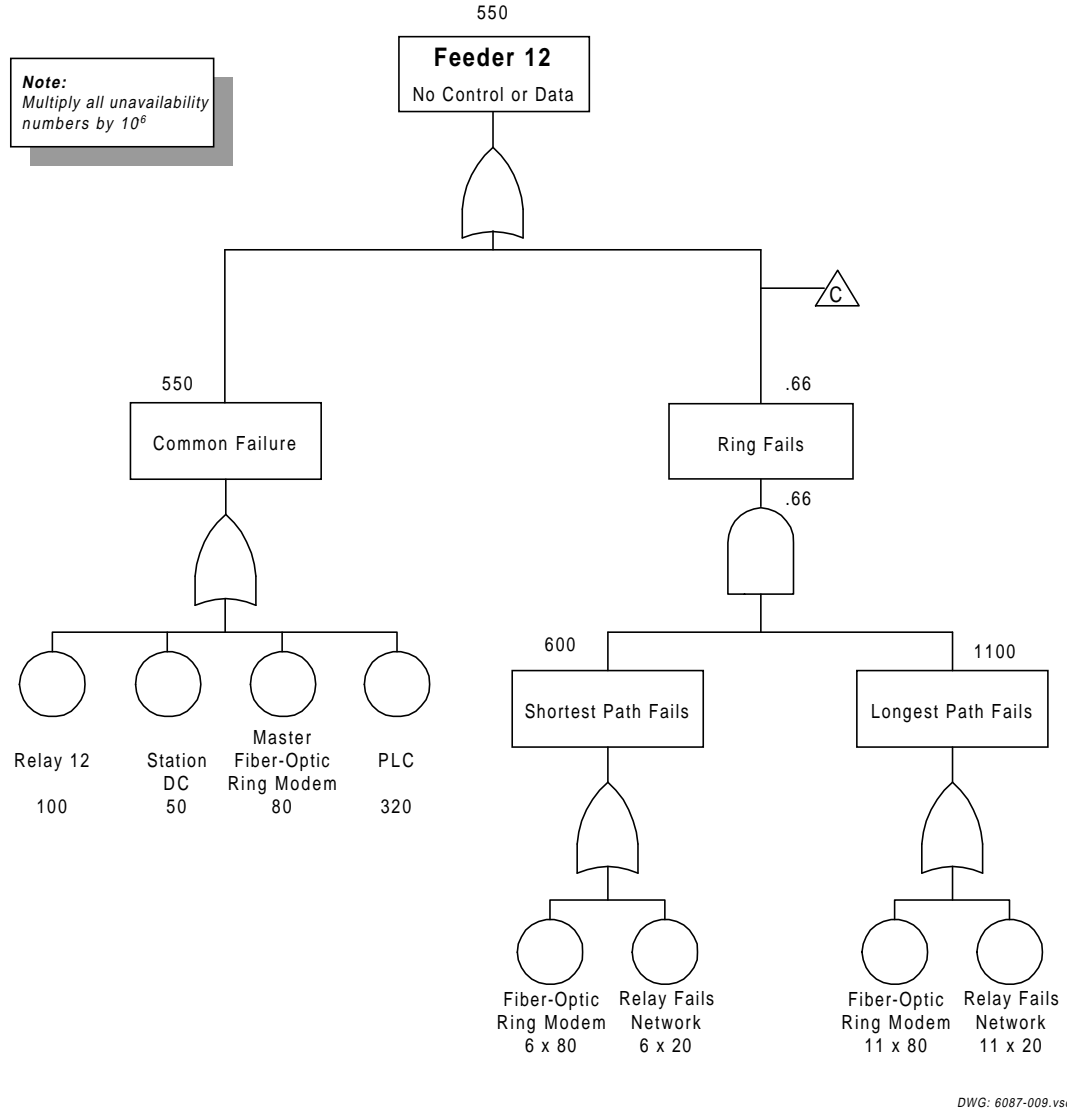 550
Feeder 12
No Control or Data
Note:
Multiply all unavailability
numbers by 10⁶
C
550
Common Failure
.66
Ring Fails
.66
600
Shortest Path Fails
1100
Longest Path Fails
Relay 12
100
Station
DC
50
Master
Fiber-Optic
Ring Modem
80
PLC
320
Fiber-Optic
Ring Modem
6 x 80
Relay Fails
Network
6 x 20
Fiber-Optic
Ring Modem
11 x 80
Relay Fails
Network
11 x 20
DWG: 6087-009.vsd